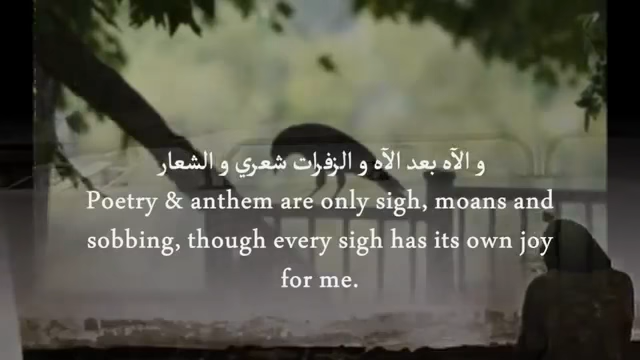 و الآه بعد الآه و الزفرات شعري و الشعار
Poetry & anthem are only sigh, moans and
sobbing, though every sigh has its own joy
for me.